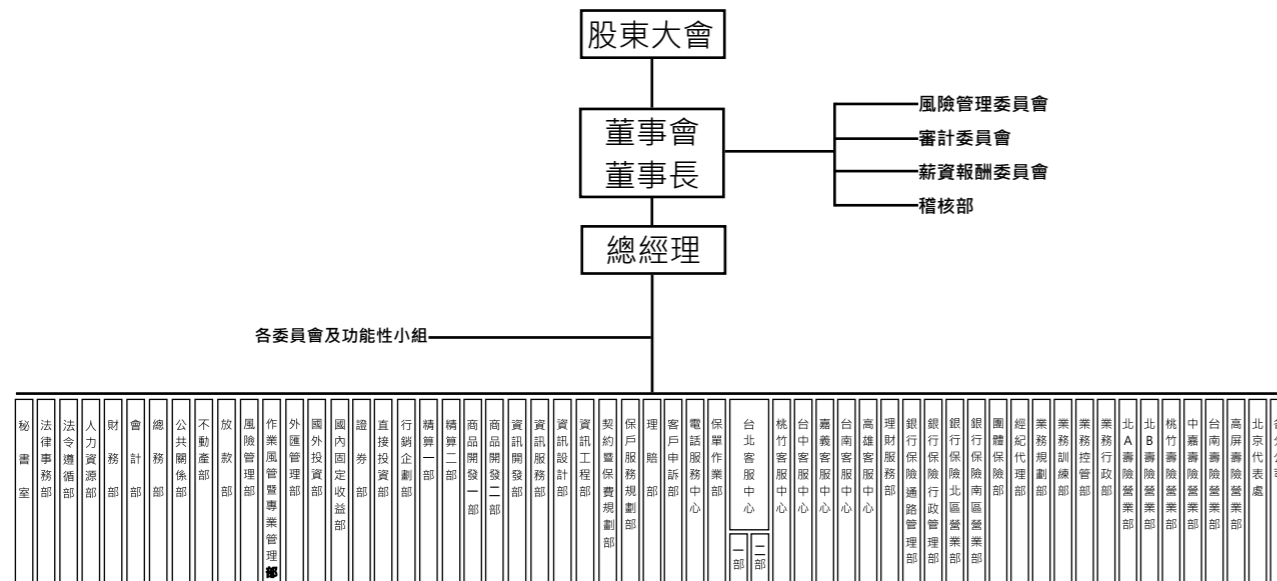 股東大會
董事會
董事長
風險管理委員會
審計委員會
薪資報酬委員會
稽核部
總經理
各委員會及功能性小組
秘書室
法律事務部
法令遵循部
人力資源部
財務部
會計部
總務部
公共關係部
不動產部
放款部
風險管理部
作業風管暨專業管理部
外匯管理部
國外投資部
國內固定收益部
證券部
直接投資部
行銷企劃部
精算一部
精算二部
商品開發一部
商品開發二部
資訊開發部
資訊服務部
資訊設計部
資訊工程部
契約暨保費規劃部
保戶服務規劃部
理賠部
客戶申訴部
電話服務中心
保單作業部
台北客服中心
一部
二部
桃竹客服中心
台中客服中心
嘉義客服中心
台南客服中心
高雄客服中心
理財服務部
銀行保險通路管理部
銀行保險行政管理部
銀行保險北區營業部
銀行保險南區營業部
團體保險部
經紀代理部
業務規劃部
業務訓練部
業務控管部
業務行政部
北A壽險營業部
北B壽險營業部
桃竹壽險營業部
中嘉壽險營業部
台南壽險營業部
高屏壽險營業部
北京代表處